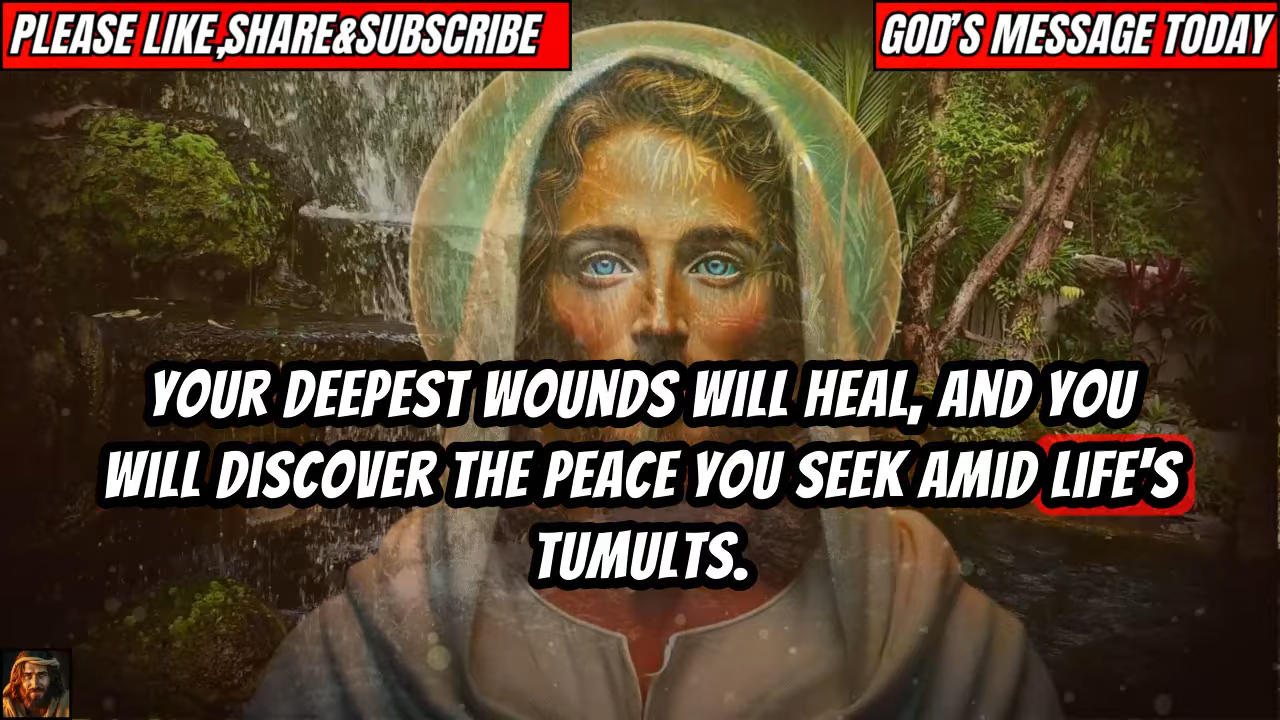 PLEASE LIKE,SHARE&SUBSCRIBE
GOD'S MESSAGE TODAY
YOUR DEEPEST WOUNDS WILL HEAL, AND YOU
WILL DISCOVER THE PEACE YOU SEEK AMID LIFE'S
TUMULTS.